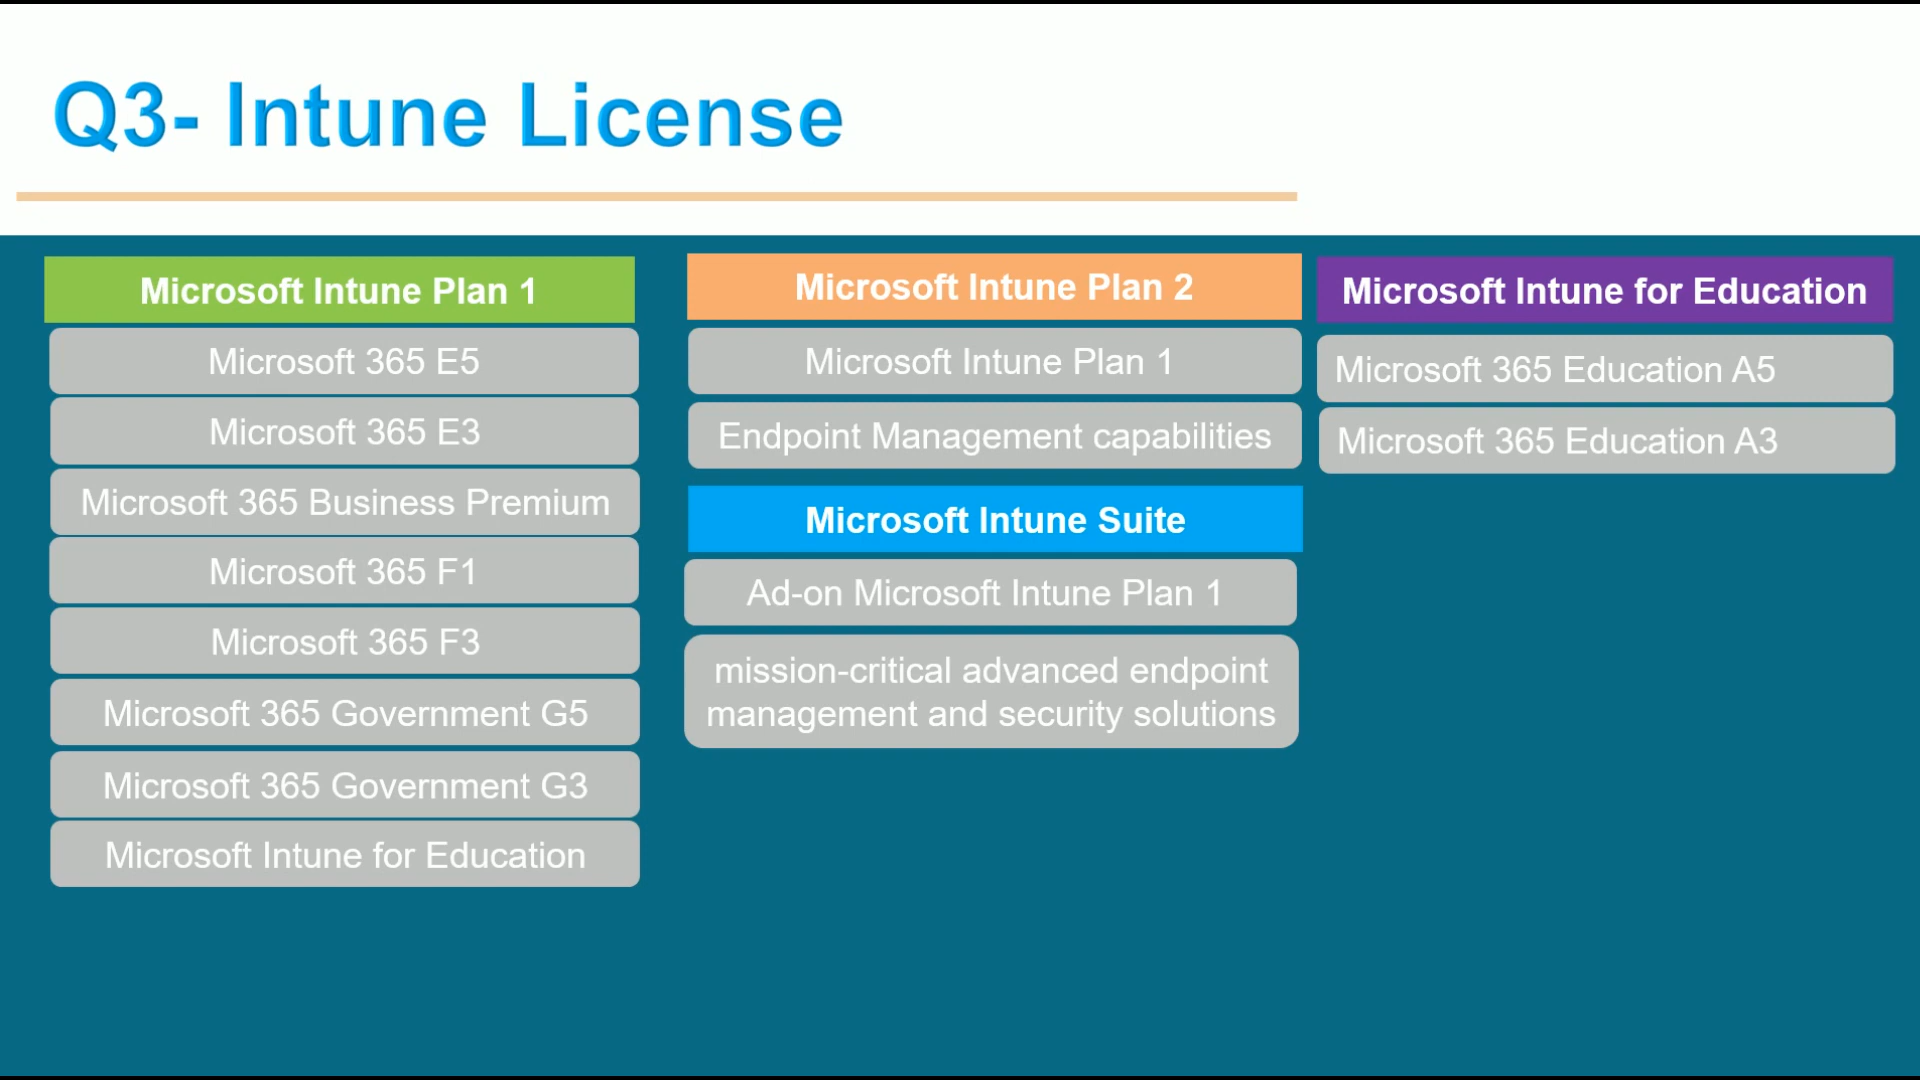 Q3- Intune License
Microsoft Intune Plan 1
Microsoft 365 E5
Microsoft 365 E3
Microsoft 365 Business Premium
Microsoft 365 F1
Microsoft 365 F3
Microsoft 365 Government G5
Microsoft 365 Government G3
Microsoft Intune for Education
Microsoft Intune Plan 2
Microsoft Intune Plan 1
Endpoint Management capabilities
Microsoft Intune Suite
Ad-on Microsoft Intune Plan 1
mission-critical advanced endpoint
management and security solutions
Microsoft Intune for Education
Microsoft 365 Education A5
Microsoft 365 Education A3